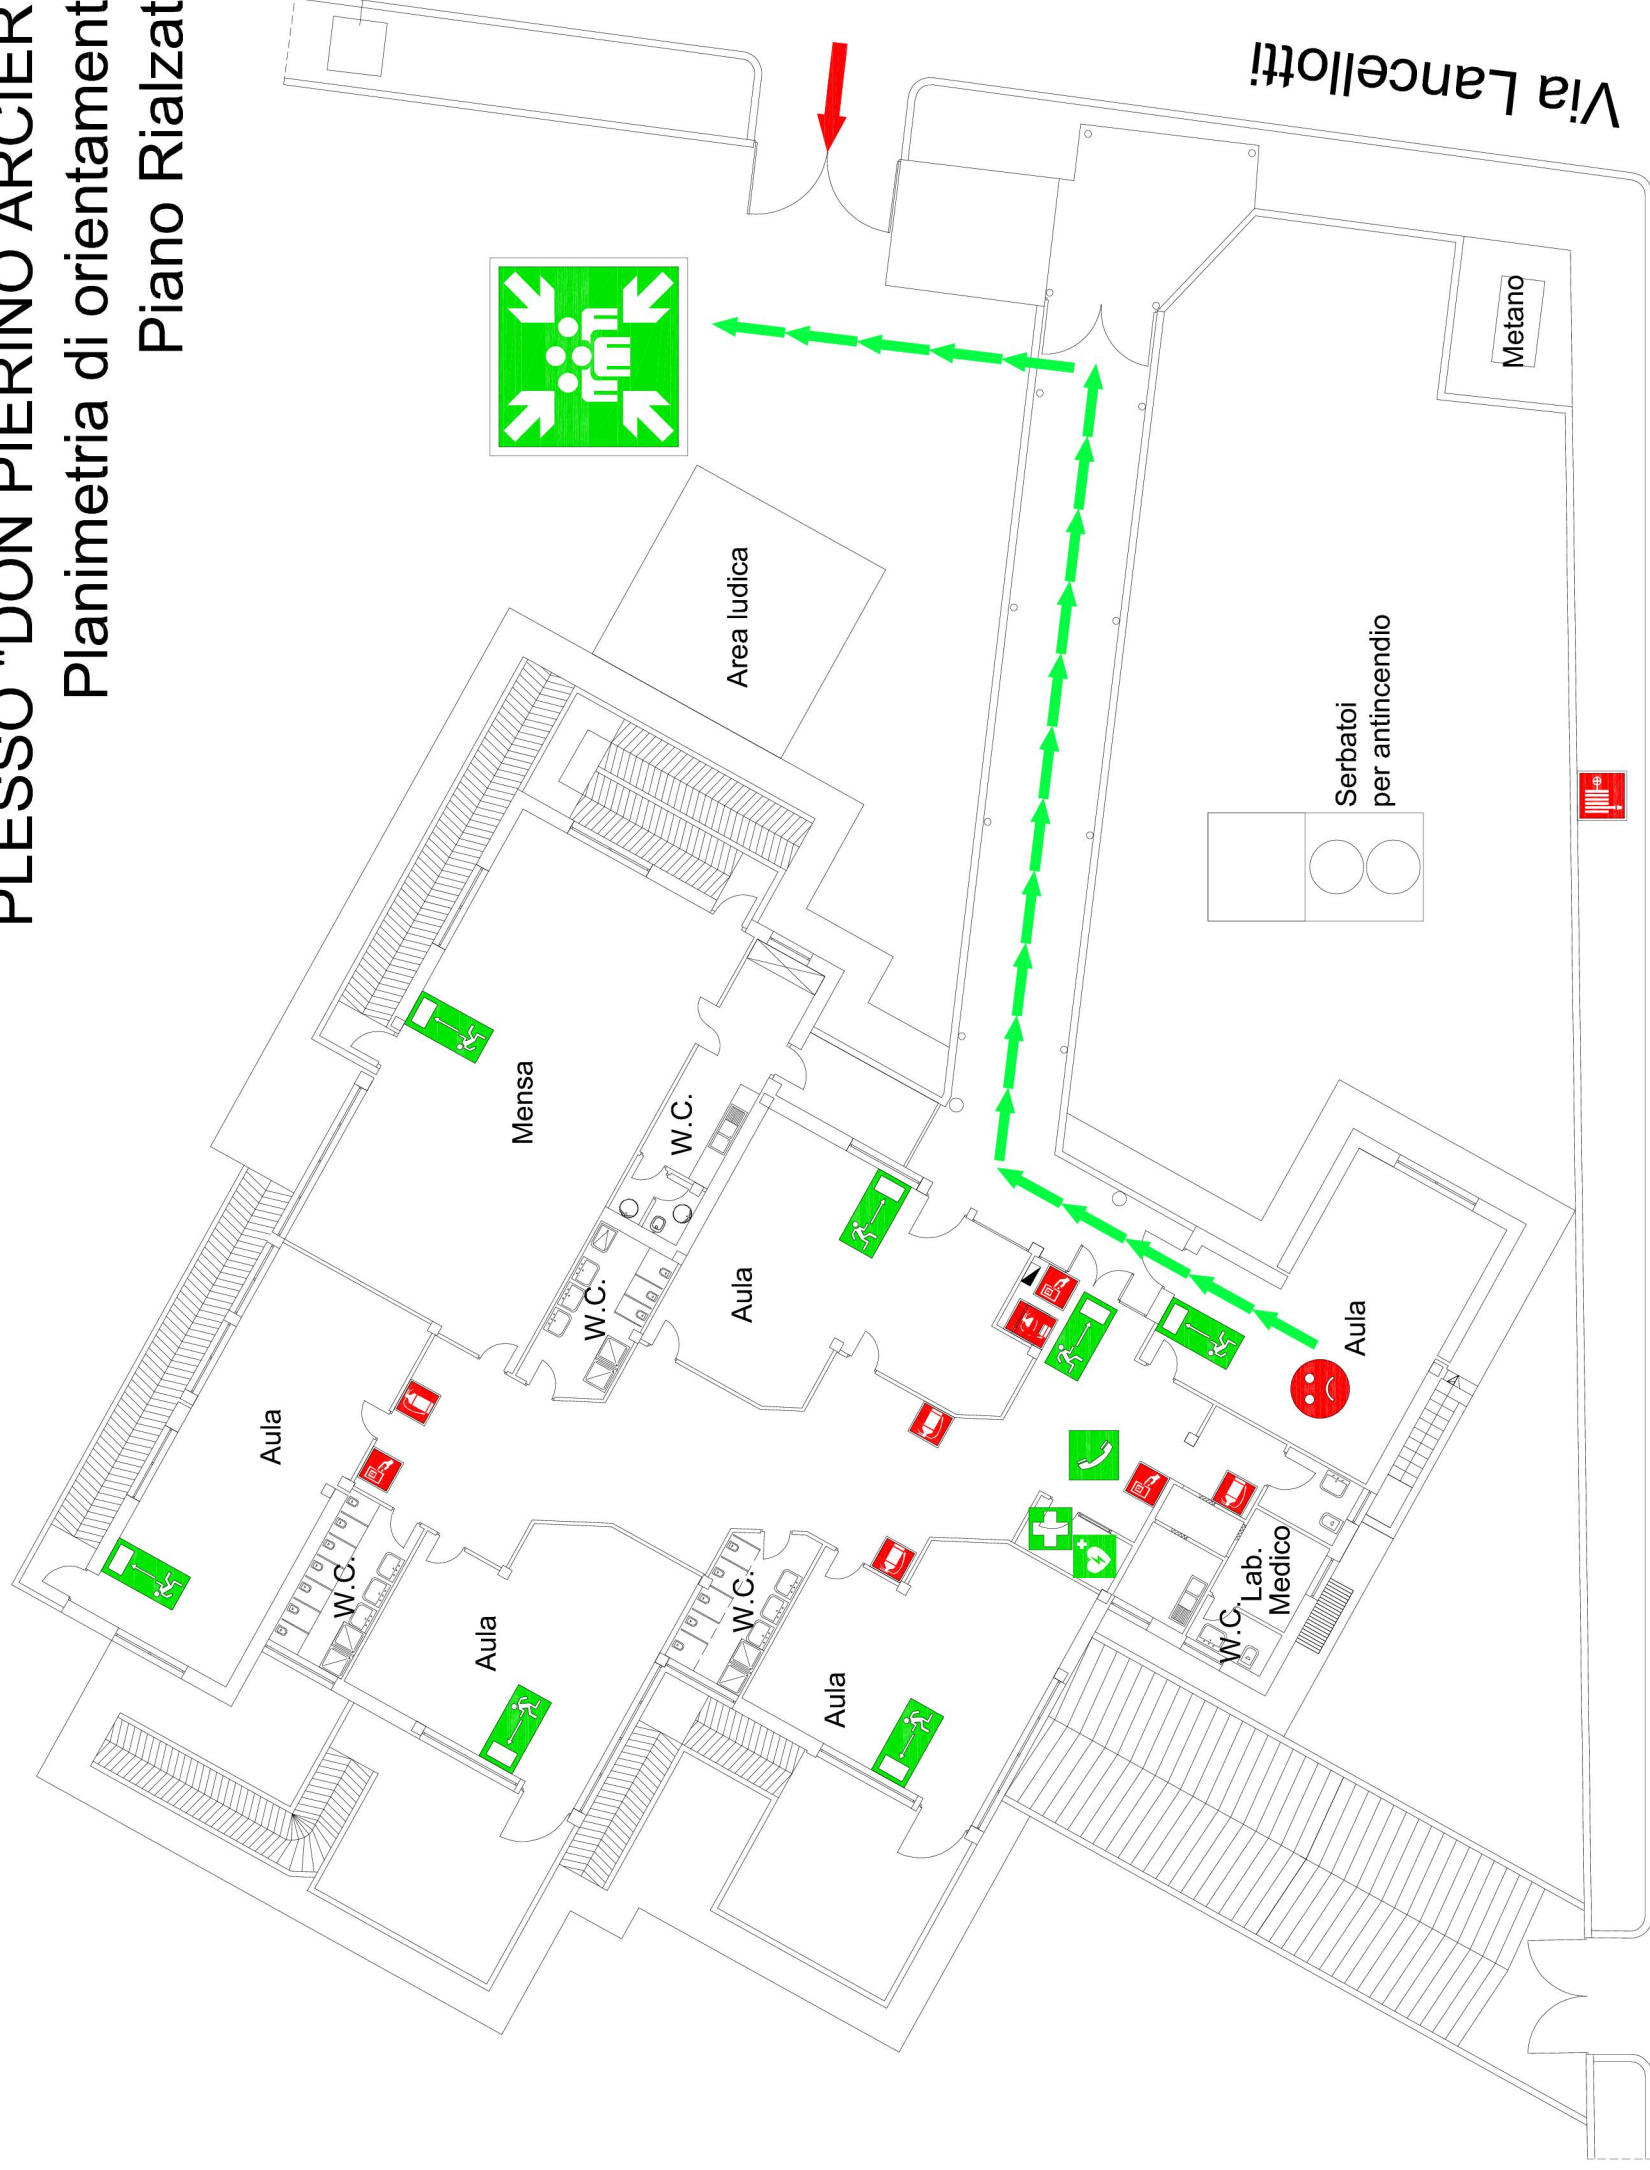 PLESSO "DON PIERINO ARCIER
Planimetria di orientament
Piano Rialzat
Via Lancellotti
Metano
Area ludica
Serbatoi
per antincendio
Mensa
W.C.
Aula
W.C.
Aula
Aula
W.C.
Aula
W.C.
Aula
Lab.
Medico
W.C.
Aula